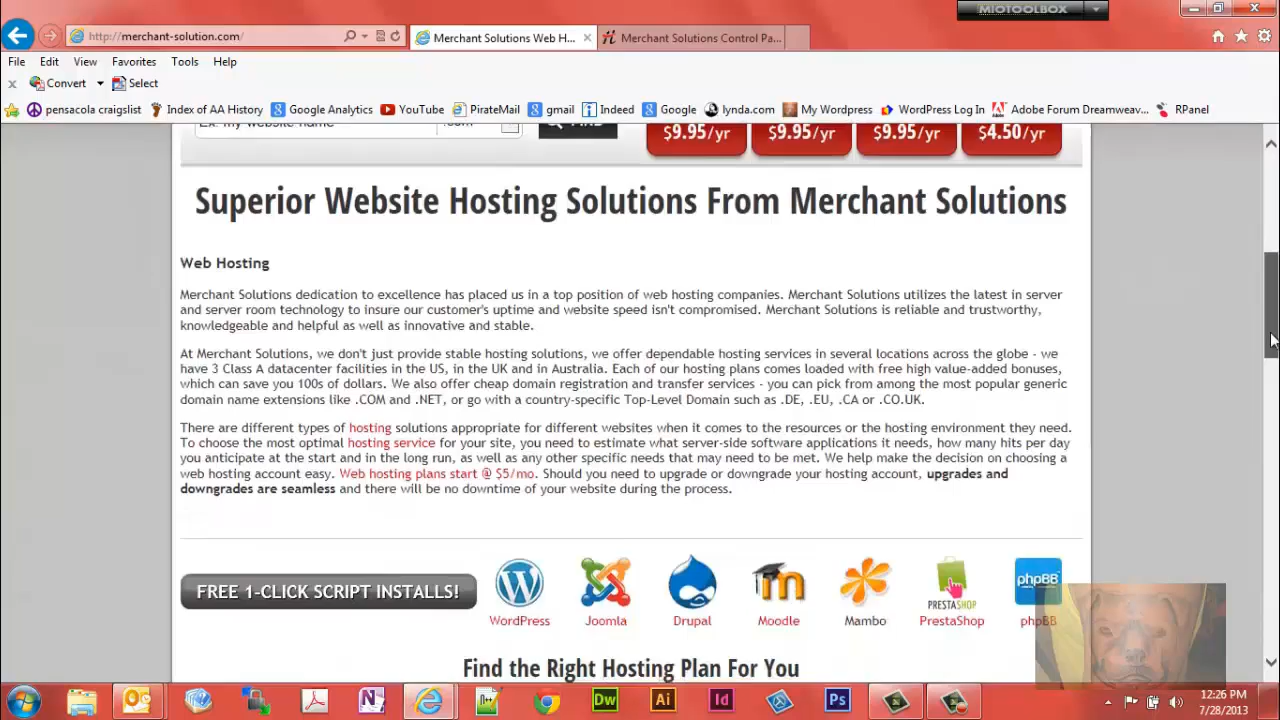 MIOTOOLBOX
http://merchant-solution.com/
Merchant Solutions Web H...
Merchant Solutions Control Pa...
File Edit View Favorites Tools Help
x Convert Select
pensacola craigslist Index of AA History Google Analytics YouTube PirateMail gmail Indeed Google lynda.com My Wordpress WordPress Log In Adobe Forum Dreamweav... RPanel
$9.95/yr $9.95/yr $9.95/yr $4.50/yr
Superior Website Hosting Solutions From Merchant Solutions
Web Hosting
Merchant Solutions dedication to excellence has placed us in a top position of web hosting companies. Merchant Solutions utilizes the latest in server
and server room technology to insure our customer's uptime and website speed isn't compromised. Merchant Solutions is reliable and trustworthy,
knowledgeable and helpful as well as innovative and stable.
At Merchant Solutions, we don't just provide stable hosting solutions, we offer dependable hosting services in several locations across the globe - we
have 3 Class A datacenter facilities in the US, in the UK and in Australia. Each of our hosting plans comes loaded with free high value-added bonuses,
which can save you 100s of dollars. We also offer cheap domain registration and transfer services - you can pick from among the most popular generic
domain name extensions like .COM and .NET, or go with a country-specific Top-Level Domain such as .DE, .EU, .CA or .CO.UK.
There are different types of hosting solutions appropriate for different websites when it comes to the resources or the hosting environment they need.
To choose the most optimal hosting service for your site, you need to estimate what server-side software applications it needs, how many hits per day
you anticipate at the start and in the long run, as well as any other specific needs that may need to be met. We help make the decision on choosing a
web hosting account easy. Web hosting plans start @ $5/mo. Should you need to upgrade or downgrade your hosting account, upgrades and
downgrades are seamless and there will be no downtime of your website during the process.
FREE 1-CLICK SCRIPT INSTALLS!
PRESTASHOP
phpBB
WordPress Joomla Drupal Moodle Mambo PrestaShop phpBB
Find the Right Hosting Plan For You
Dw Ai Id Ps
12:26 PM
7/28/2013